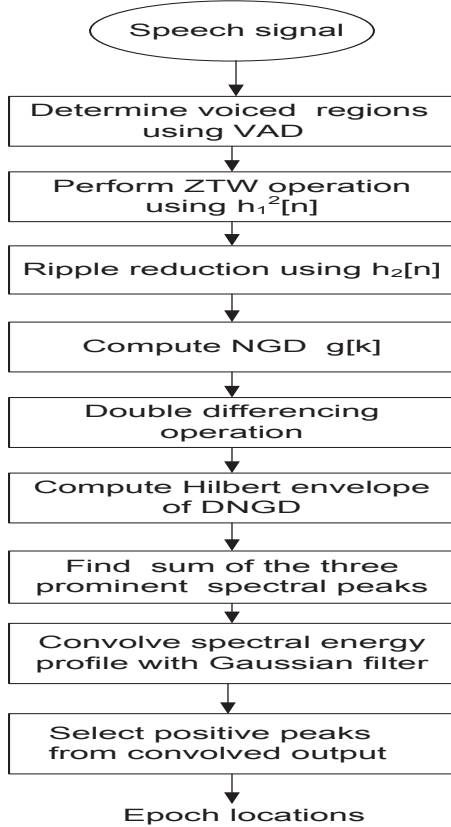 Speech signal
Determine voiced regions
using VAD
Perform ZTW operation
using h₁²[n]
Ripple reduction using h₂[n]
Compute NGD g[k]
Double differencing
operation
Compute Hilbert envelope
of DNGD
Find sum of the three
prominent spectral peaks
Convolve spectral energy
profile with Gaussian filter
Select positive peaks
from convolved output
Epoch locations